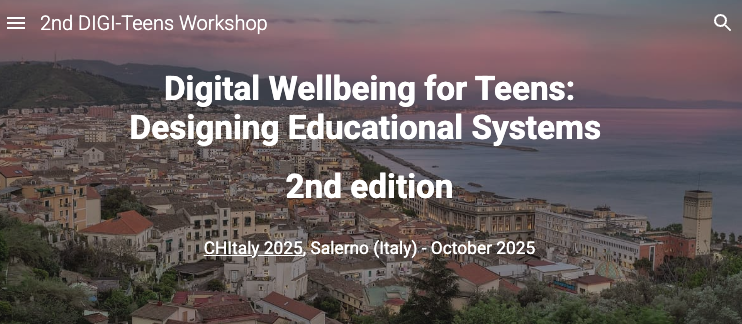 2nd DIGI-Teens Workshop
Digital Wellbeing for Teens:
Designing Educational Systems
2nd edition
CHItaly 2025, Salerno (Italy) - October 2025